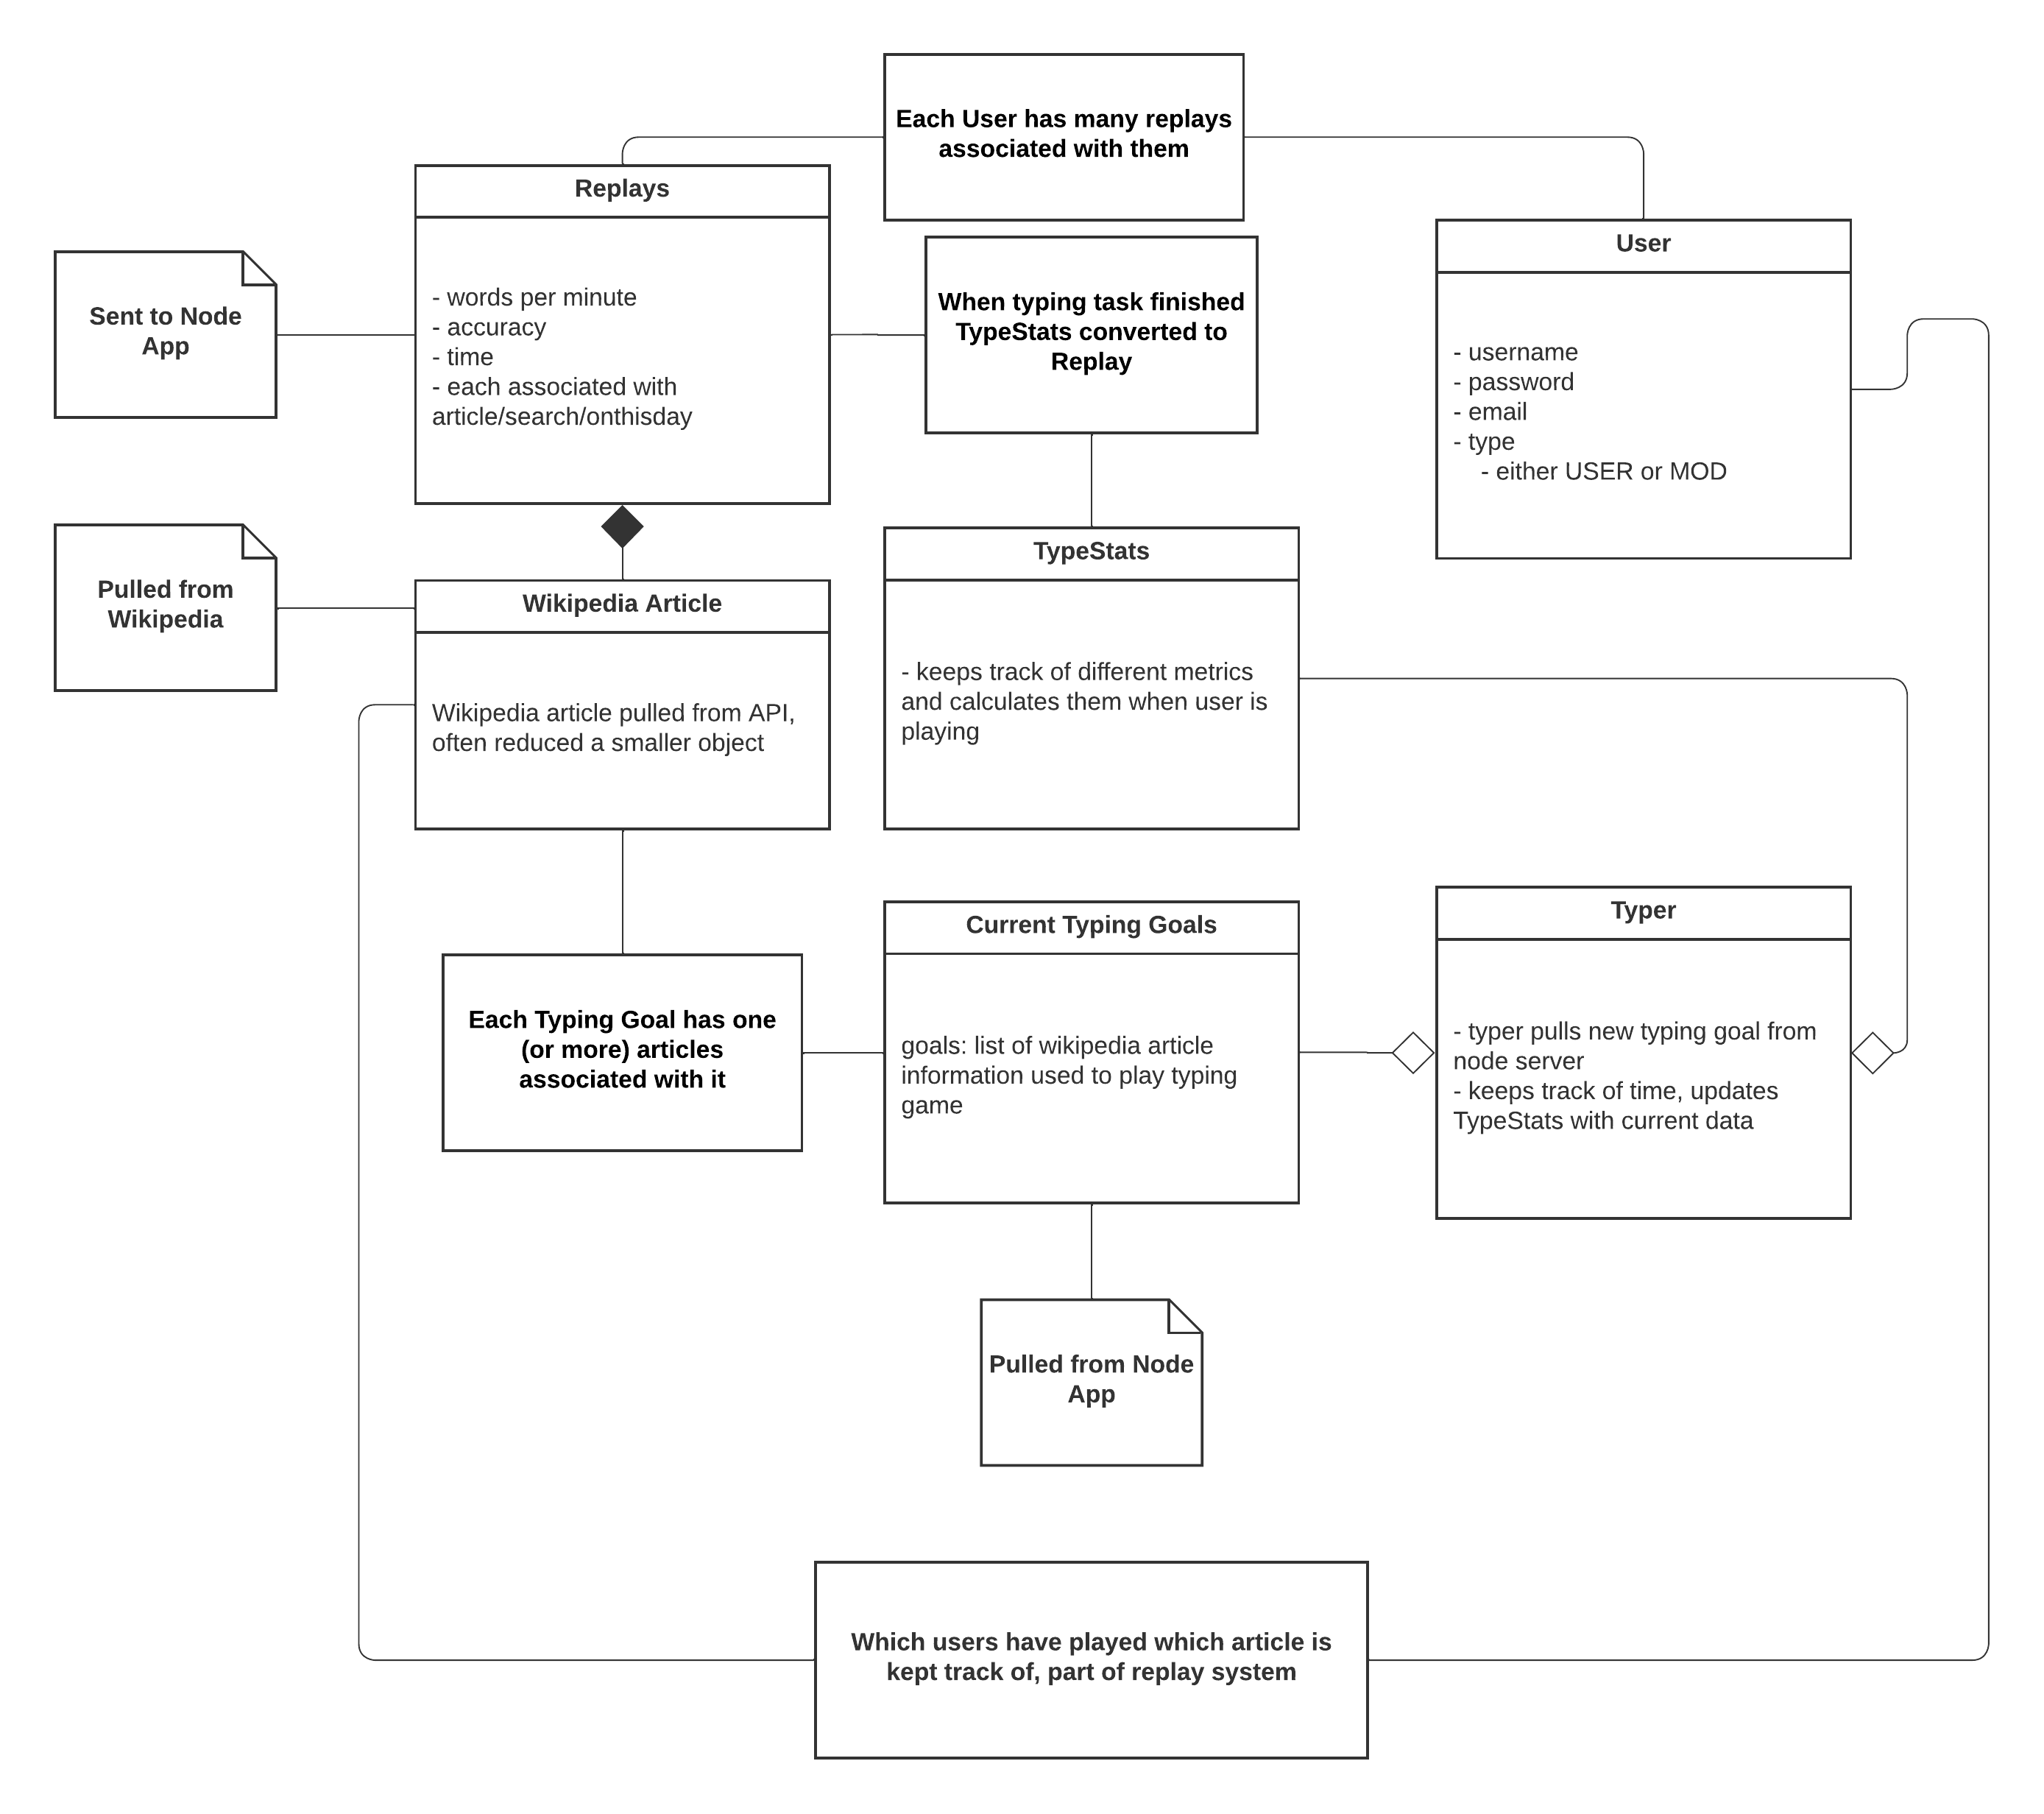 Each User has many replays
associated with them
Replays
- words per minute
- accuracy
- time
- each associated with
article/search/onthisday
Sent to Node
App
When typing task finished
TypeStats converted to
Replay
User
- username
- password
- email
- type
- either USER or MOD
Pulled from
Wikipedia
Wikipedia Article
Wikipedia article pulled from API,
often reduced a smaller object
TypeStats
- keeps track of different metrics
and calculates them when user is
playing
Each Typing Goal has one
(or more) articles
associated with it
Current Typing Goals
goals: list of wikipedia article
information used to play typing
game
Typer
- typer pulls new typing goal from
node server
- keeps track of time, updates
TypeStats with current data
Pulled from Node
App
Which users have played which article is
kept track of, part of replay system